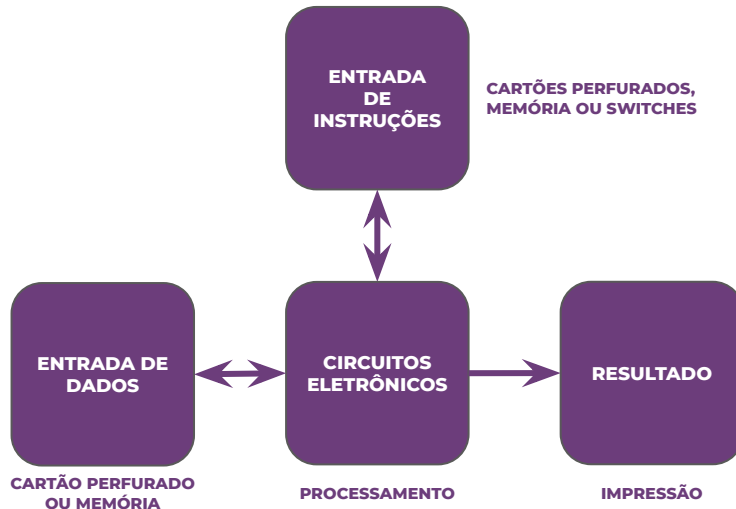 ENTRADA
DE
INSTRUÇÕES
CARTÕES PERFURADOS,
MEMÓRIA OU SWITCHES
ENTRADA DE
DADOS
CIRCUITOS
ELETRÔNICOS
RESULTADO
CARTÃO PERFURADO
OU MEMÓRIA
PROCESSAMENTO
IMPRESSÃO